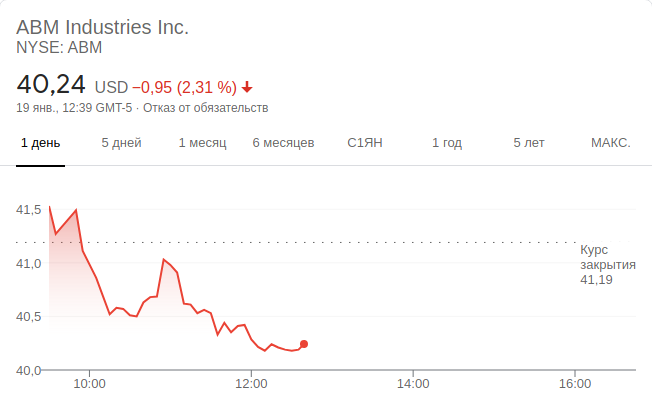 ABM Industries Inc.
NYSE: ABM
40,24 USD −0,95 (2,31 %)
19 янв., 12:39 GMT-5 · Отказ от обязательств
1 день 5 дней 1 месяц 6 месяцев С1ЯН 1 год 5 лет МАКС.
41,5
41,0
40,5
40,0
Курс
закрытия
41,19
10:00 12:00 14:00 16:00